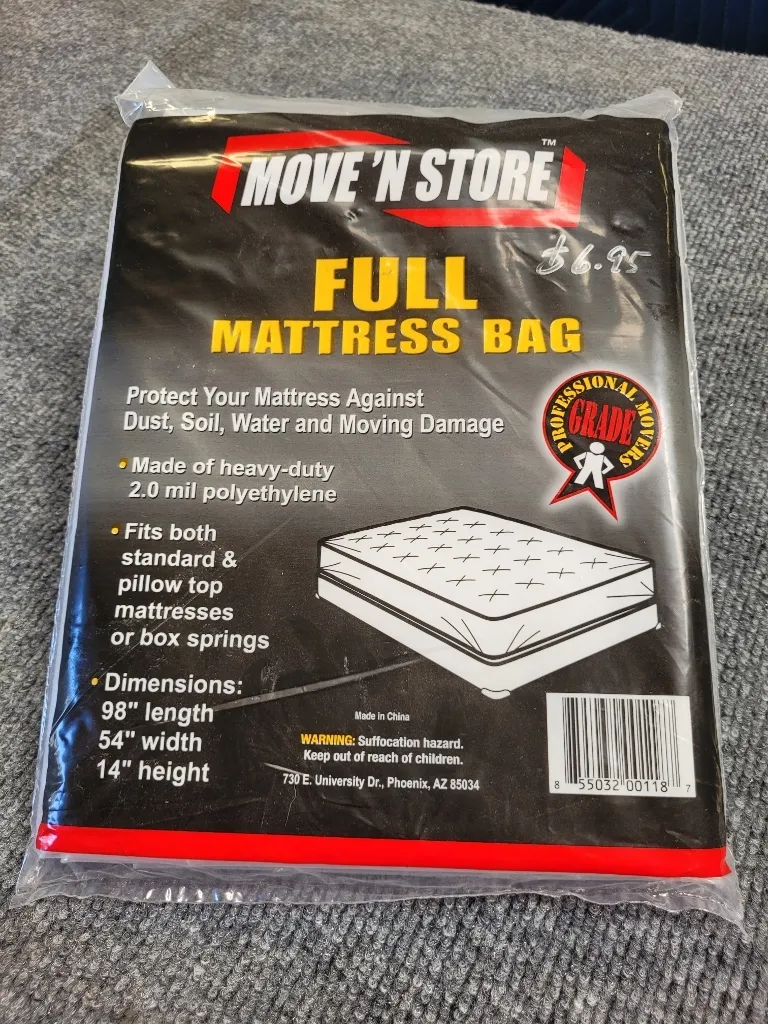 MOVE 'N STORE™
$6.95
FULL
MATTRESS BAG
PROFESSIONAL MOVERS
GRADE
Protect Your Mattress Against
Dust, Soil, Water and Moving Damage
• Made of heavy-duty
2.0 mil polyethylene
• Fits both
standard &
pillow top
mattresses
or box springs
• Dimensions:
98" length
54" width
14" height
Made in China
WARNING: Suffocation hazard.
Keep out of reach of children.
730 E. University Dr., Phoenix, AZ 85034
8 55032 00118 7